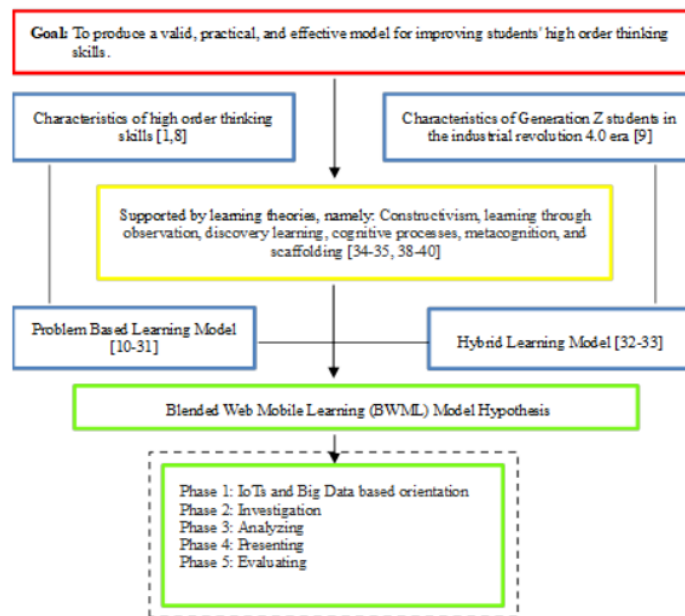 Goal: To produce a valid, practical, and effective model for improving students' high order thinking
skills.
Characteristics of high order thinking
skills [1,8]
Characteristics of Generation Z students in
the industrial revolution 4.0 era [9]
Supported by learning theories, namely: Constructivism, learning through
observation, discovery learning, cognitive processes, metacognition, and
scaffolding [34-35, 38-40]
Problem Based Learning Model
[10-31]
Hybrid Learning Model [32-33]
Blended Web Mobile Learning (BWML) Model Hypothesis
Phase 1: IoTs and Big Data based orientation
Phase 2: Investigation
Phase 3: Analyzing
Phase 4: Presenting
Phase 5: Evaluating